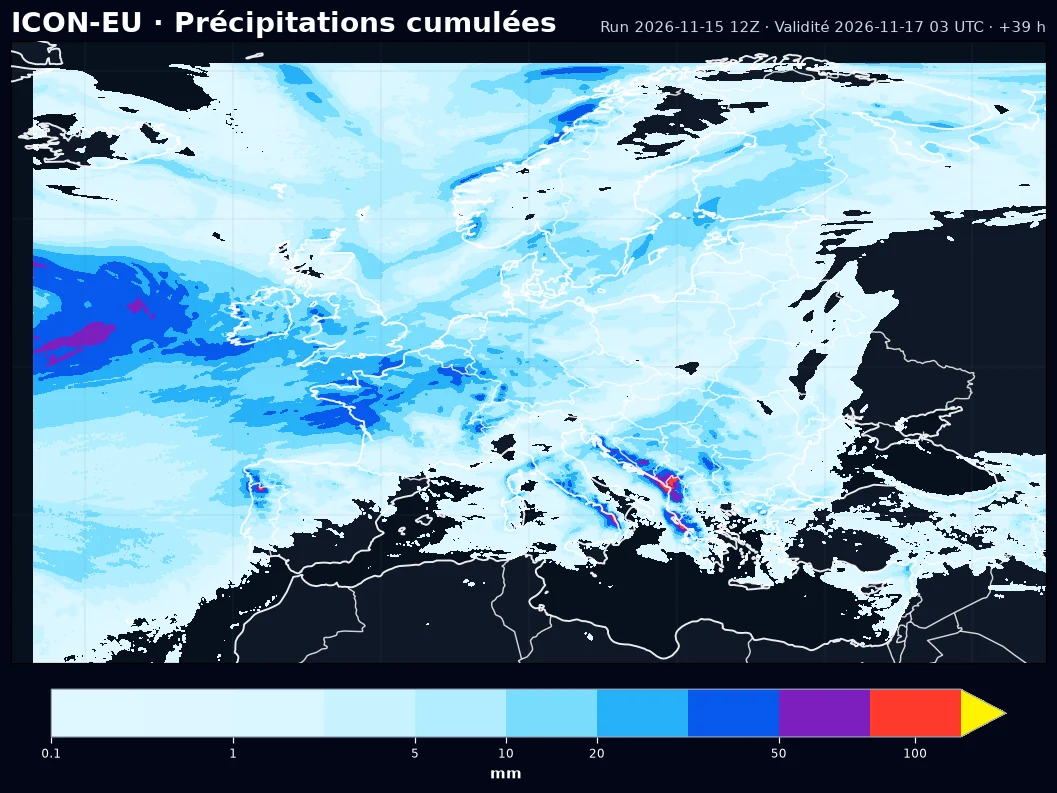 ICON-EU · Précipitations cumulées
Run 2026-11-15 12Z · Validité 2026-11-17 03 UTC · +39 h
0.1 1 5 10 20 50 100
mm